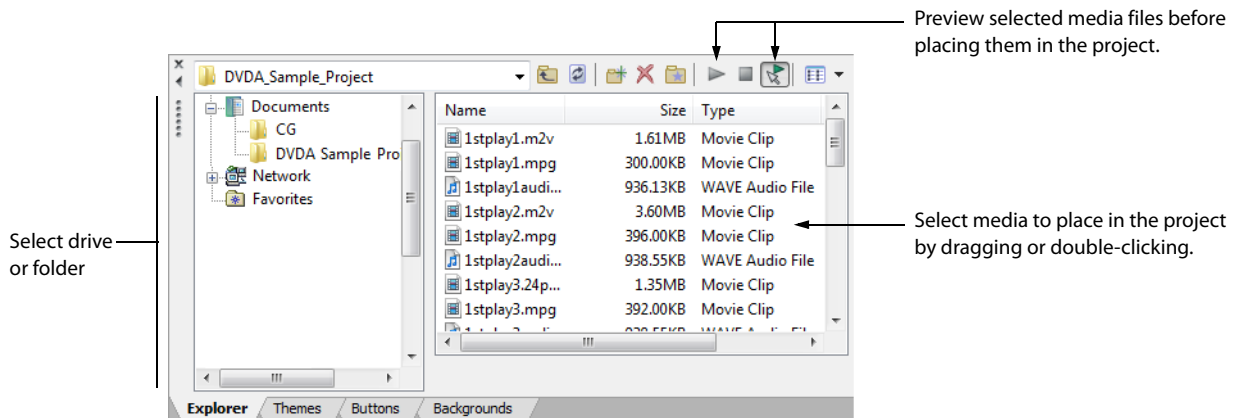 Preview selected media files before
placing them in the project.
DVDA_Sample_Project
Documents
CG
DVDA Sample Pro
Network
Favorites
Name Size Type
1stplay1.m2v 1.61MB Movie Clip
1stplay1.mpg 300.00KB Movie Clip
1stplay1audi... 936.13KB WAVE Audio File
1stplay2.m2v 3.60MB Movie Clip
1stplay2.mpg 396.00KB Movie Clip
1stplay2audi... 938.55KB WAVE Audio File
1stplay3.24p... 1.35MB Movie Clip
1stplay3.mpg 392.00KB Movie Clip
Select drive
or folder
Select media to place in the project
by dragging or double-clicking.
Explorer Themes Buttons Backgrounds